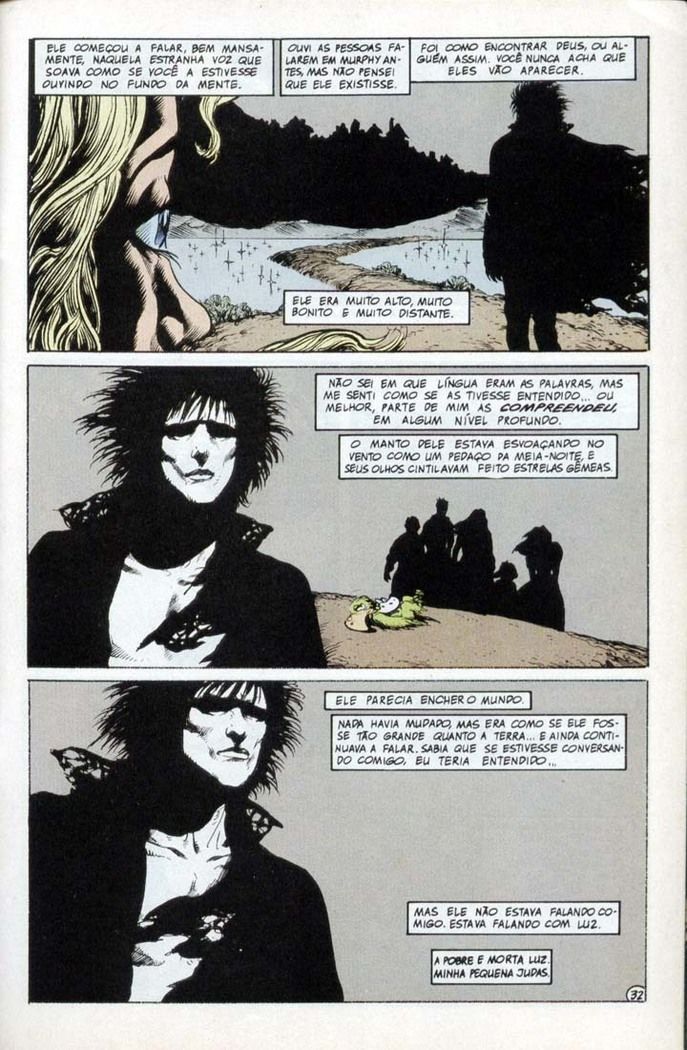 ELE COMEÇOU A FALAR, BEM MANSA-
MENTE, NAQUELA ESTRANHA VOZ QUE
SOAVA COMO SE VOCÊ A ESTIVESSE
OUVINDO NO FUNDO DA MENTE.
OUVI AS PESSOAS FA-
LAREM EM MURPHY AN-
TES, MAS NÃO PENSEI
QUE ELE EXISTISSE.
FOI COMO ENCONTRAR DEUS, OU AL-
GUÉM ASSIM. VOCÊ NUNCA ACHA QUE
ELES VÃO APARECER.
ELE ERA MUITO ALTO, MUITO
BONITO E MUITO DISTANTE.
NÃO SEI EM QUE LÍNGUA ERAM AS PALAVRAS, MAS
ME SENTI COMO SE AS TIVESSE ENTENDIDO... OU
MELHOR, PARTE DE MIM AS COMPREENDEU,
EM ALGUM NÍVEL PROFUNDO.
O MANTO DELE ESTAVA ESVOAÇANDO NO
VENTO COMO UM PEDAÇO DA MEIA-NOITE, E
SEUS OLHOS CINTILAVAM FEITO ESTRELAS GÊMEAS.
ELE PARECIA ENCHER O MUNDO.
NADA HAVIA MUDADO, MAS ERA COMO SE ELE FOS-
SE TÃO GRANDE QUANTO A TERRA... E AINDA CONTI-
NUAVA A FALAR. SABIA QUE SE ESTIVESSE CONVERSAN-
DO COMIGO, EU TERIA ENTENDIDO...
MAS ELE NÃO ESTAVA FALANDO CO-
MIGO. ESTAVA FALANDO COM LUZ.
A POBRE E MORTA LUZ.
MINHA PEQUENA JUDAS.
32